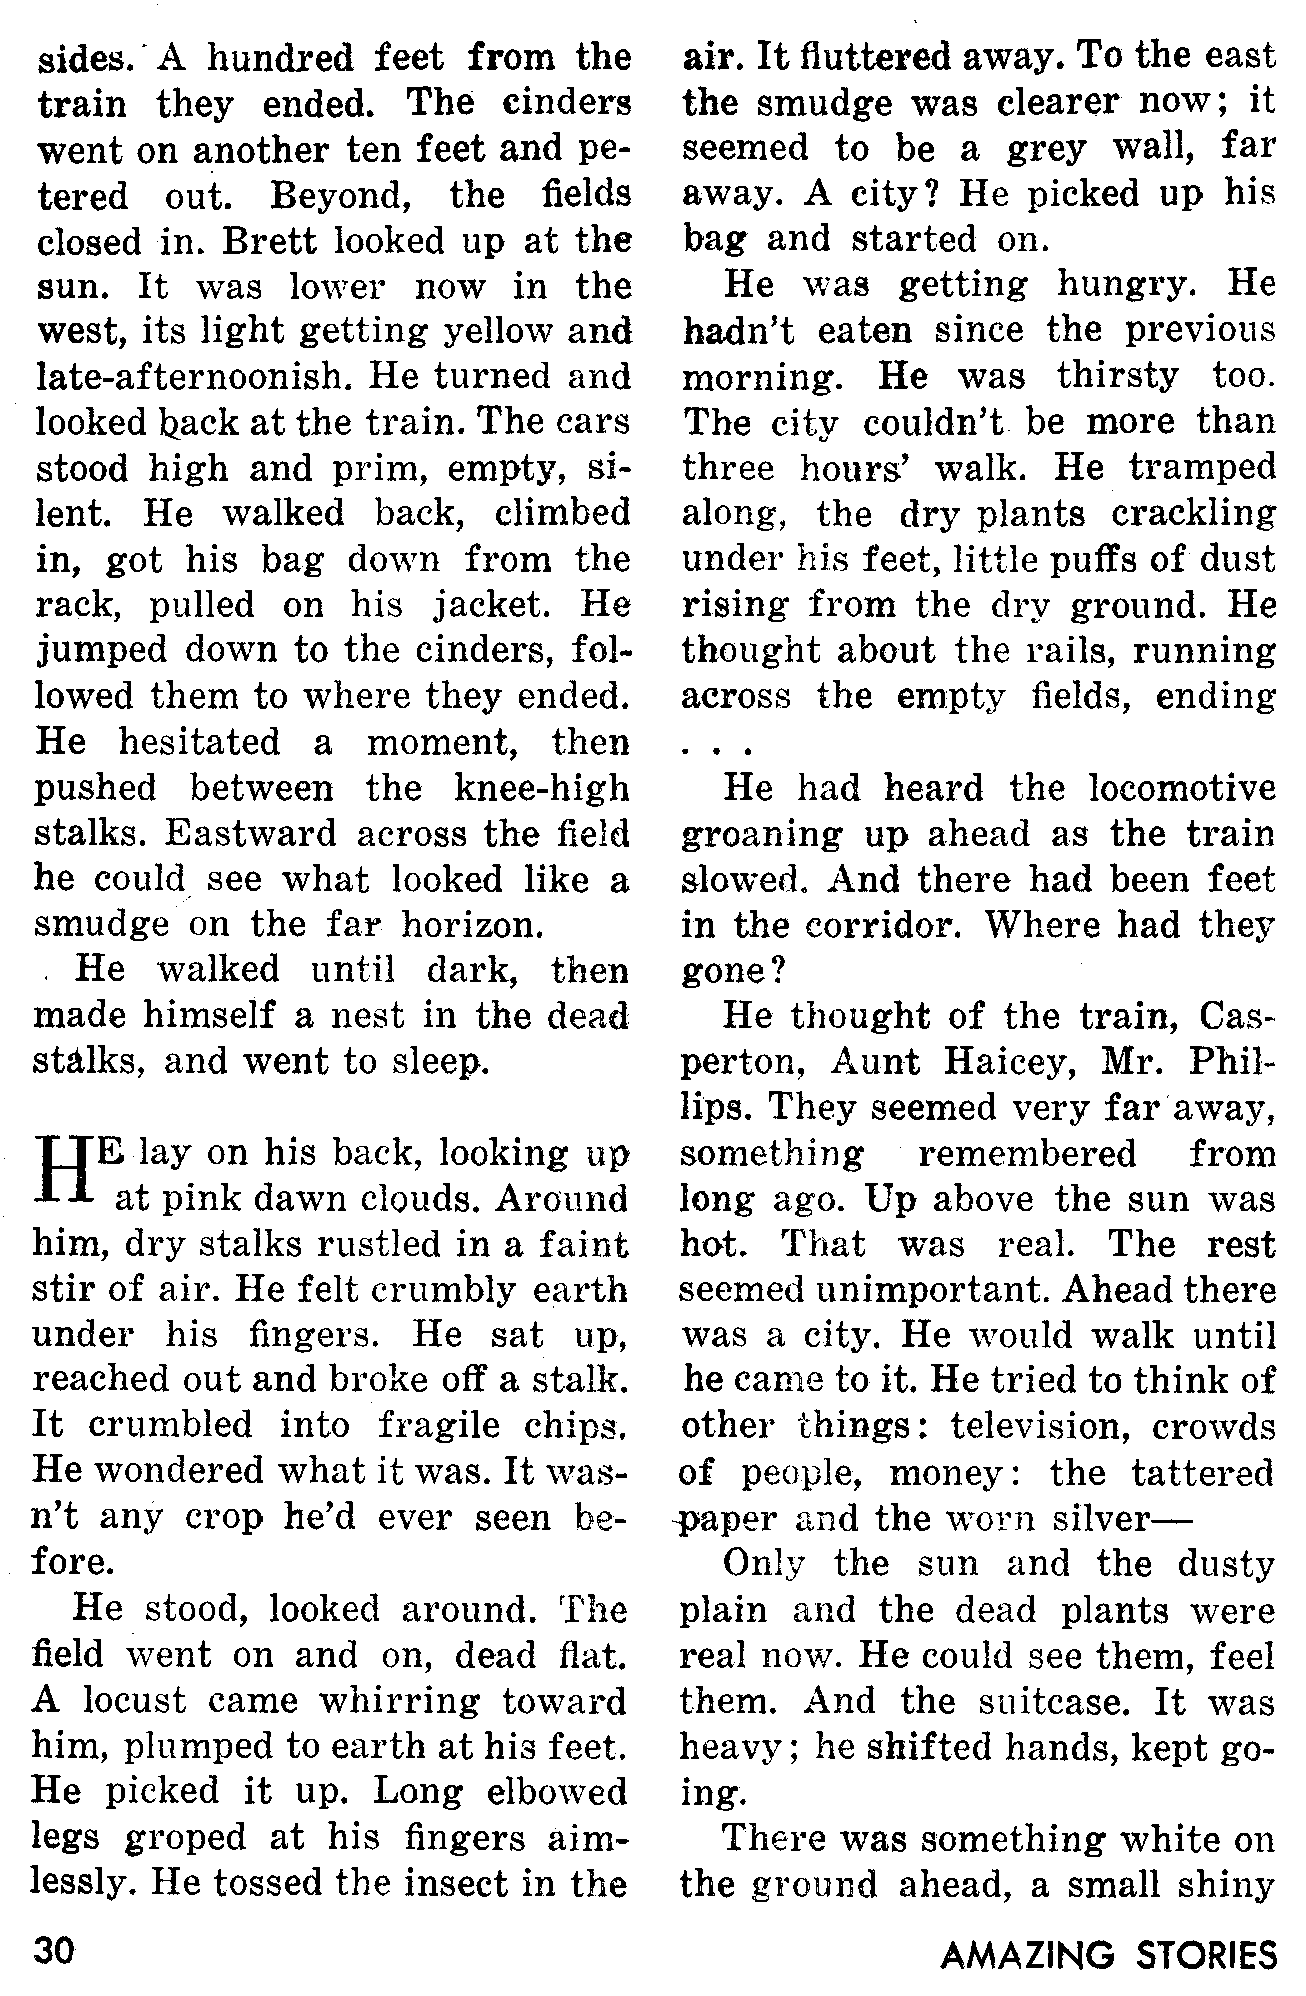 sides. A hundred feet from the
train they ended. The cinders
went on another ten feet and pe-
tered out. Beyond, the fields
closed in. Brett looked up at the
sun. It was lower now in the
west, its light getting yellow and
late-afternoonish. He turned and
looked back at the train. The cars
stood high and prim, empty, si-
lent. He walked back, climbed
in, got his bag down from the
rack, pulled on his jacket. He
jumped down to the cinders, fol-
lowed them to where they ended.
He hesitated a moment, then
pushed between the knee-high
stalks. Eastward across the field
he could see what looked like a
smudge on the far horizon.
He walked until dark, then
made himself a nest in the dead
stalks, and went to sleep.
HE lay on his back, looking up
at pink dawn clouds. Around
him, dry stalks rustled in a faint
stir of air. He felt crumbly earth
under his fingers. He sat up,
reached out and broke off a stalk.
It crumbled into fragile chips.
He wondered what it was. It was-
n't any crop he'd ever seen be-
fore.
He stood, looked around. The
field went on and on, dead flat.
A locust came whirring toward
him, plumped to earth at his feet.
He picked it up. Long elbowed
legs groped at his fingers aim-
lessly. He tossed the insect in the
air. It fluttered away. To the east
the smudge was clearer now; it
seemed to be a grey wall, far
away. A city? He picked up his
bag and started on.
He was getting hungry. He
hadn't eaten since the previous
morning. He was thirsty too.
The city couldn't be more than
three hours' walk. He tramped
along, the dry plants crackling
under his feet, little puffs of dust
rising from the dry ground. He
thought about the rails, running
across the empty fields, ending
. . .
He had heard the locomotive
groaning up ahead as the train
slowed. And there had been feet
in the corridor. Where had they
gone?
He thought of the train, Cas-
perton, Aunt Haicey, Mr. Phil-
lips. They seemed very far away,
something remembered from
long ago. Up above the sun was
hot. That was real. The rest
seemed unimportant. Ahead there
was a city. He would walk until
he came to it. He tried to think of
other things: television, crowds
of people, money: the tattered
paper and the worn silver—
Only the sun and the dusty
plain and the dead plants were
real now. He could see them, feel
them. And the suitcase. It was
heavy; he shifted hands, kept go-
ing.
There was something white on
the ground ahead, a small shiny
30
AMAZING STORIES